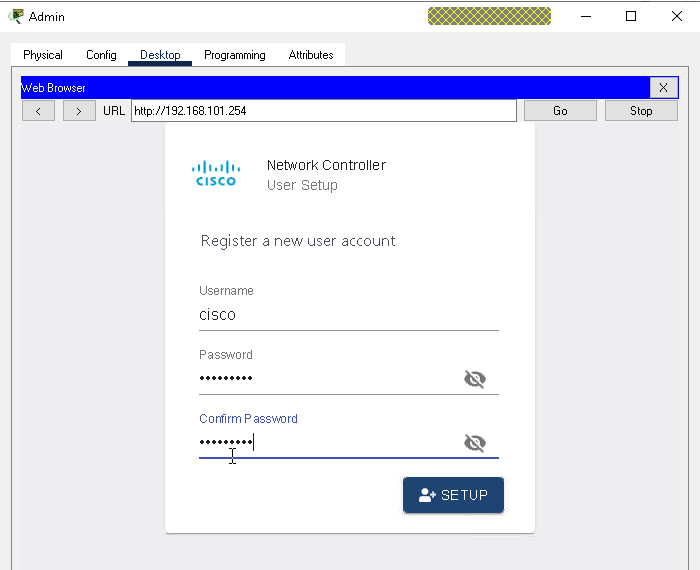 Admin
Physical Config Desktop Programming Attributes
Web Browser X
< > URL http://192.168.101.254 Go Stop
CISCO
Network Controller
User Setup
Register a new user account
Username
cisco
Password
•••••••••
Confirm Password
•••••••••
SETUP